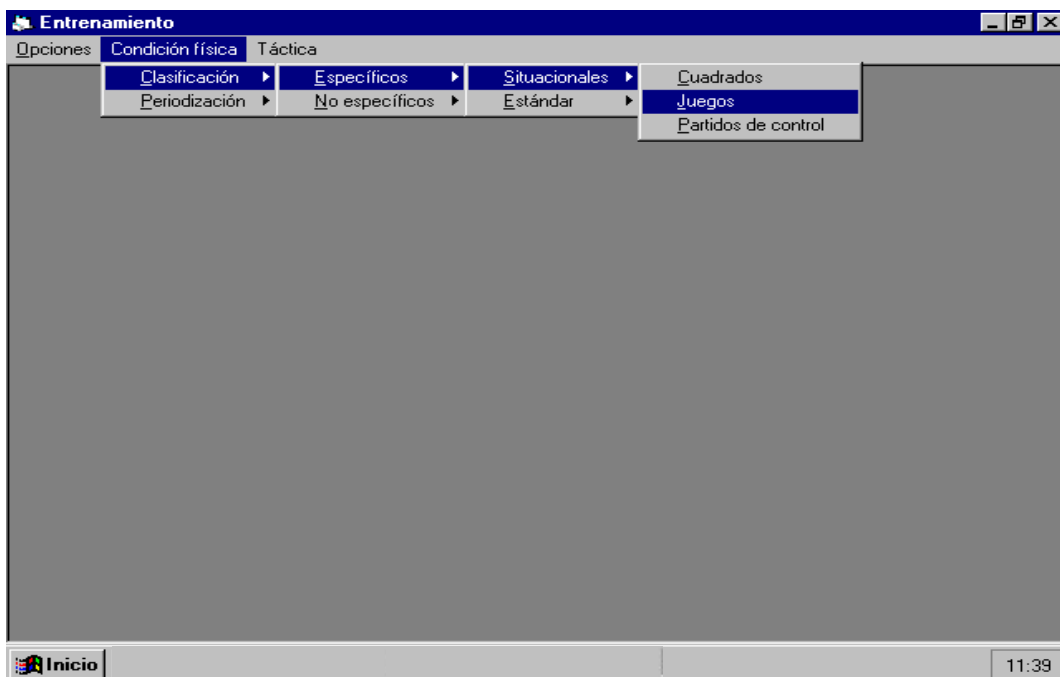 Entrenamiento
Opciones Condición física Táctica
Clasificación Específicos Situacionales Cuadrados
Periodización No específicos Estándar Juegos
Partidos de control
Inicio 11:39